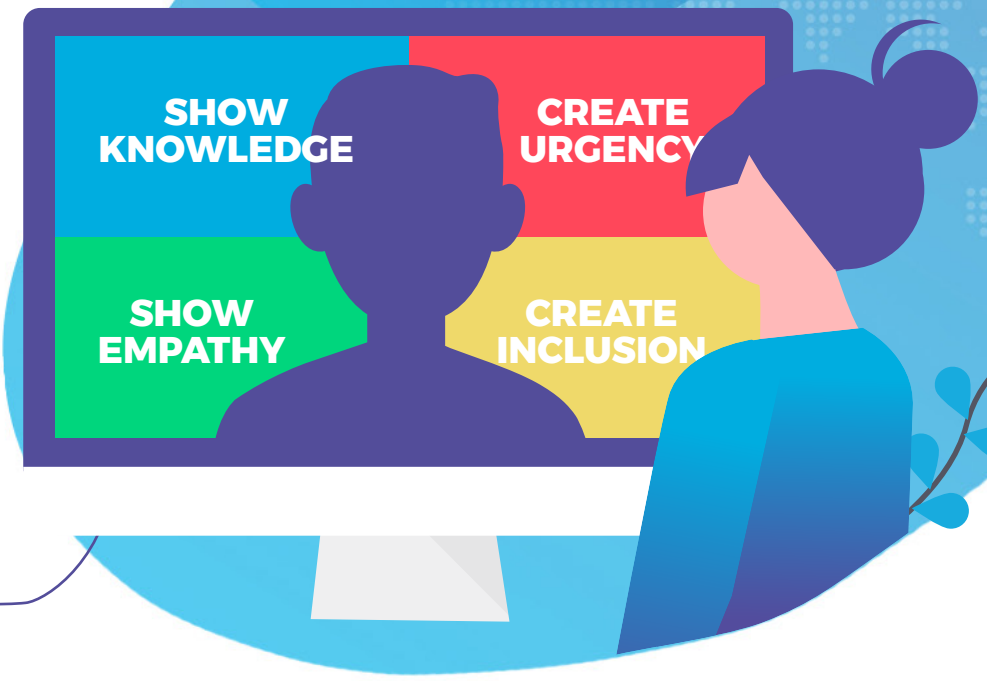 SHOW
KNOWLEDGE
CREATE
URGENCY
SHOW
EMPATHY
CREATE
INCLUSION